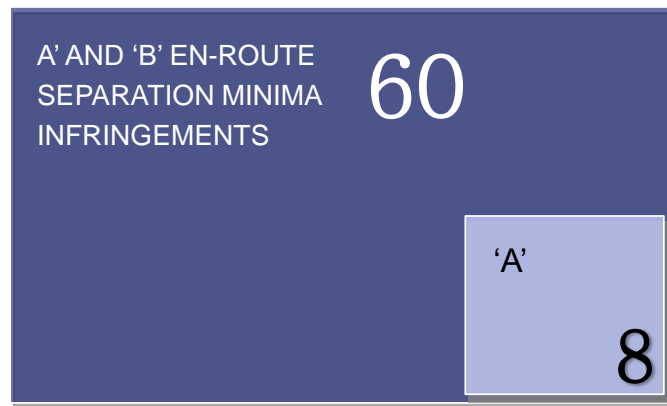 A' AND ‘B’ EN-ROUTE
SEPARATION MINIMA
INFRINGEMENTS
60
‘A’
8